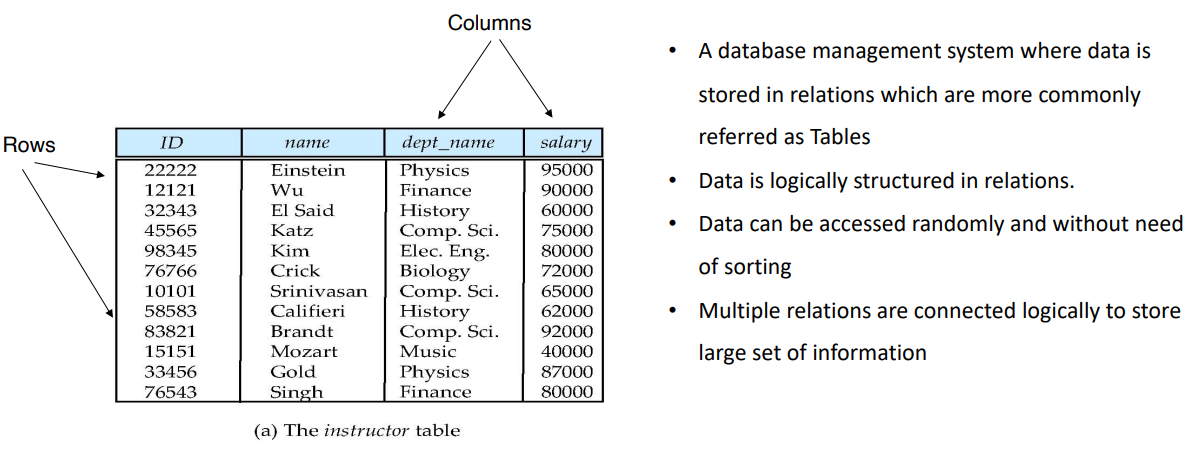 Columns
Rows
ID name dept_name salary
22222 Einstein Physics 95000
12121 Wu Finance 90000
32343 El Said History 60000
45565 Katz Comp. Sci. 75000
98345 Kim Elec. Eng. 80000
76766 Crick Biology 72000
10101 Srinivasan Comp. Sci. 65000
58583 Califieri History 62000
83821 Brandt Comp. Sci. 92000
15151 Mozart Music 40000
33456 Gold Physics 87000
76543 Singh Finance 80000
(a) The instructor table
• A database management system where data is
stored in relations which are more commonly
referred as Tables
• Data is logically structured in relations.
• Data can be accessed randomly and without need
of sorting
• Multiple relations are connected logically to store
large set of information